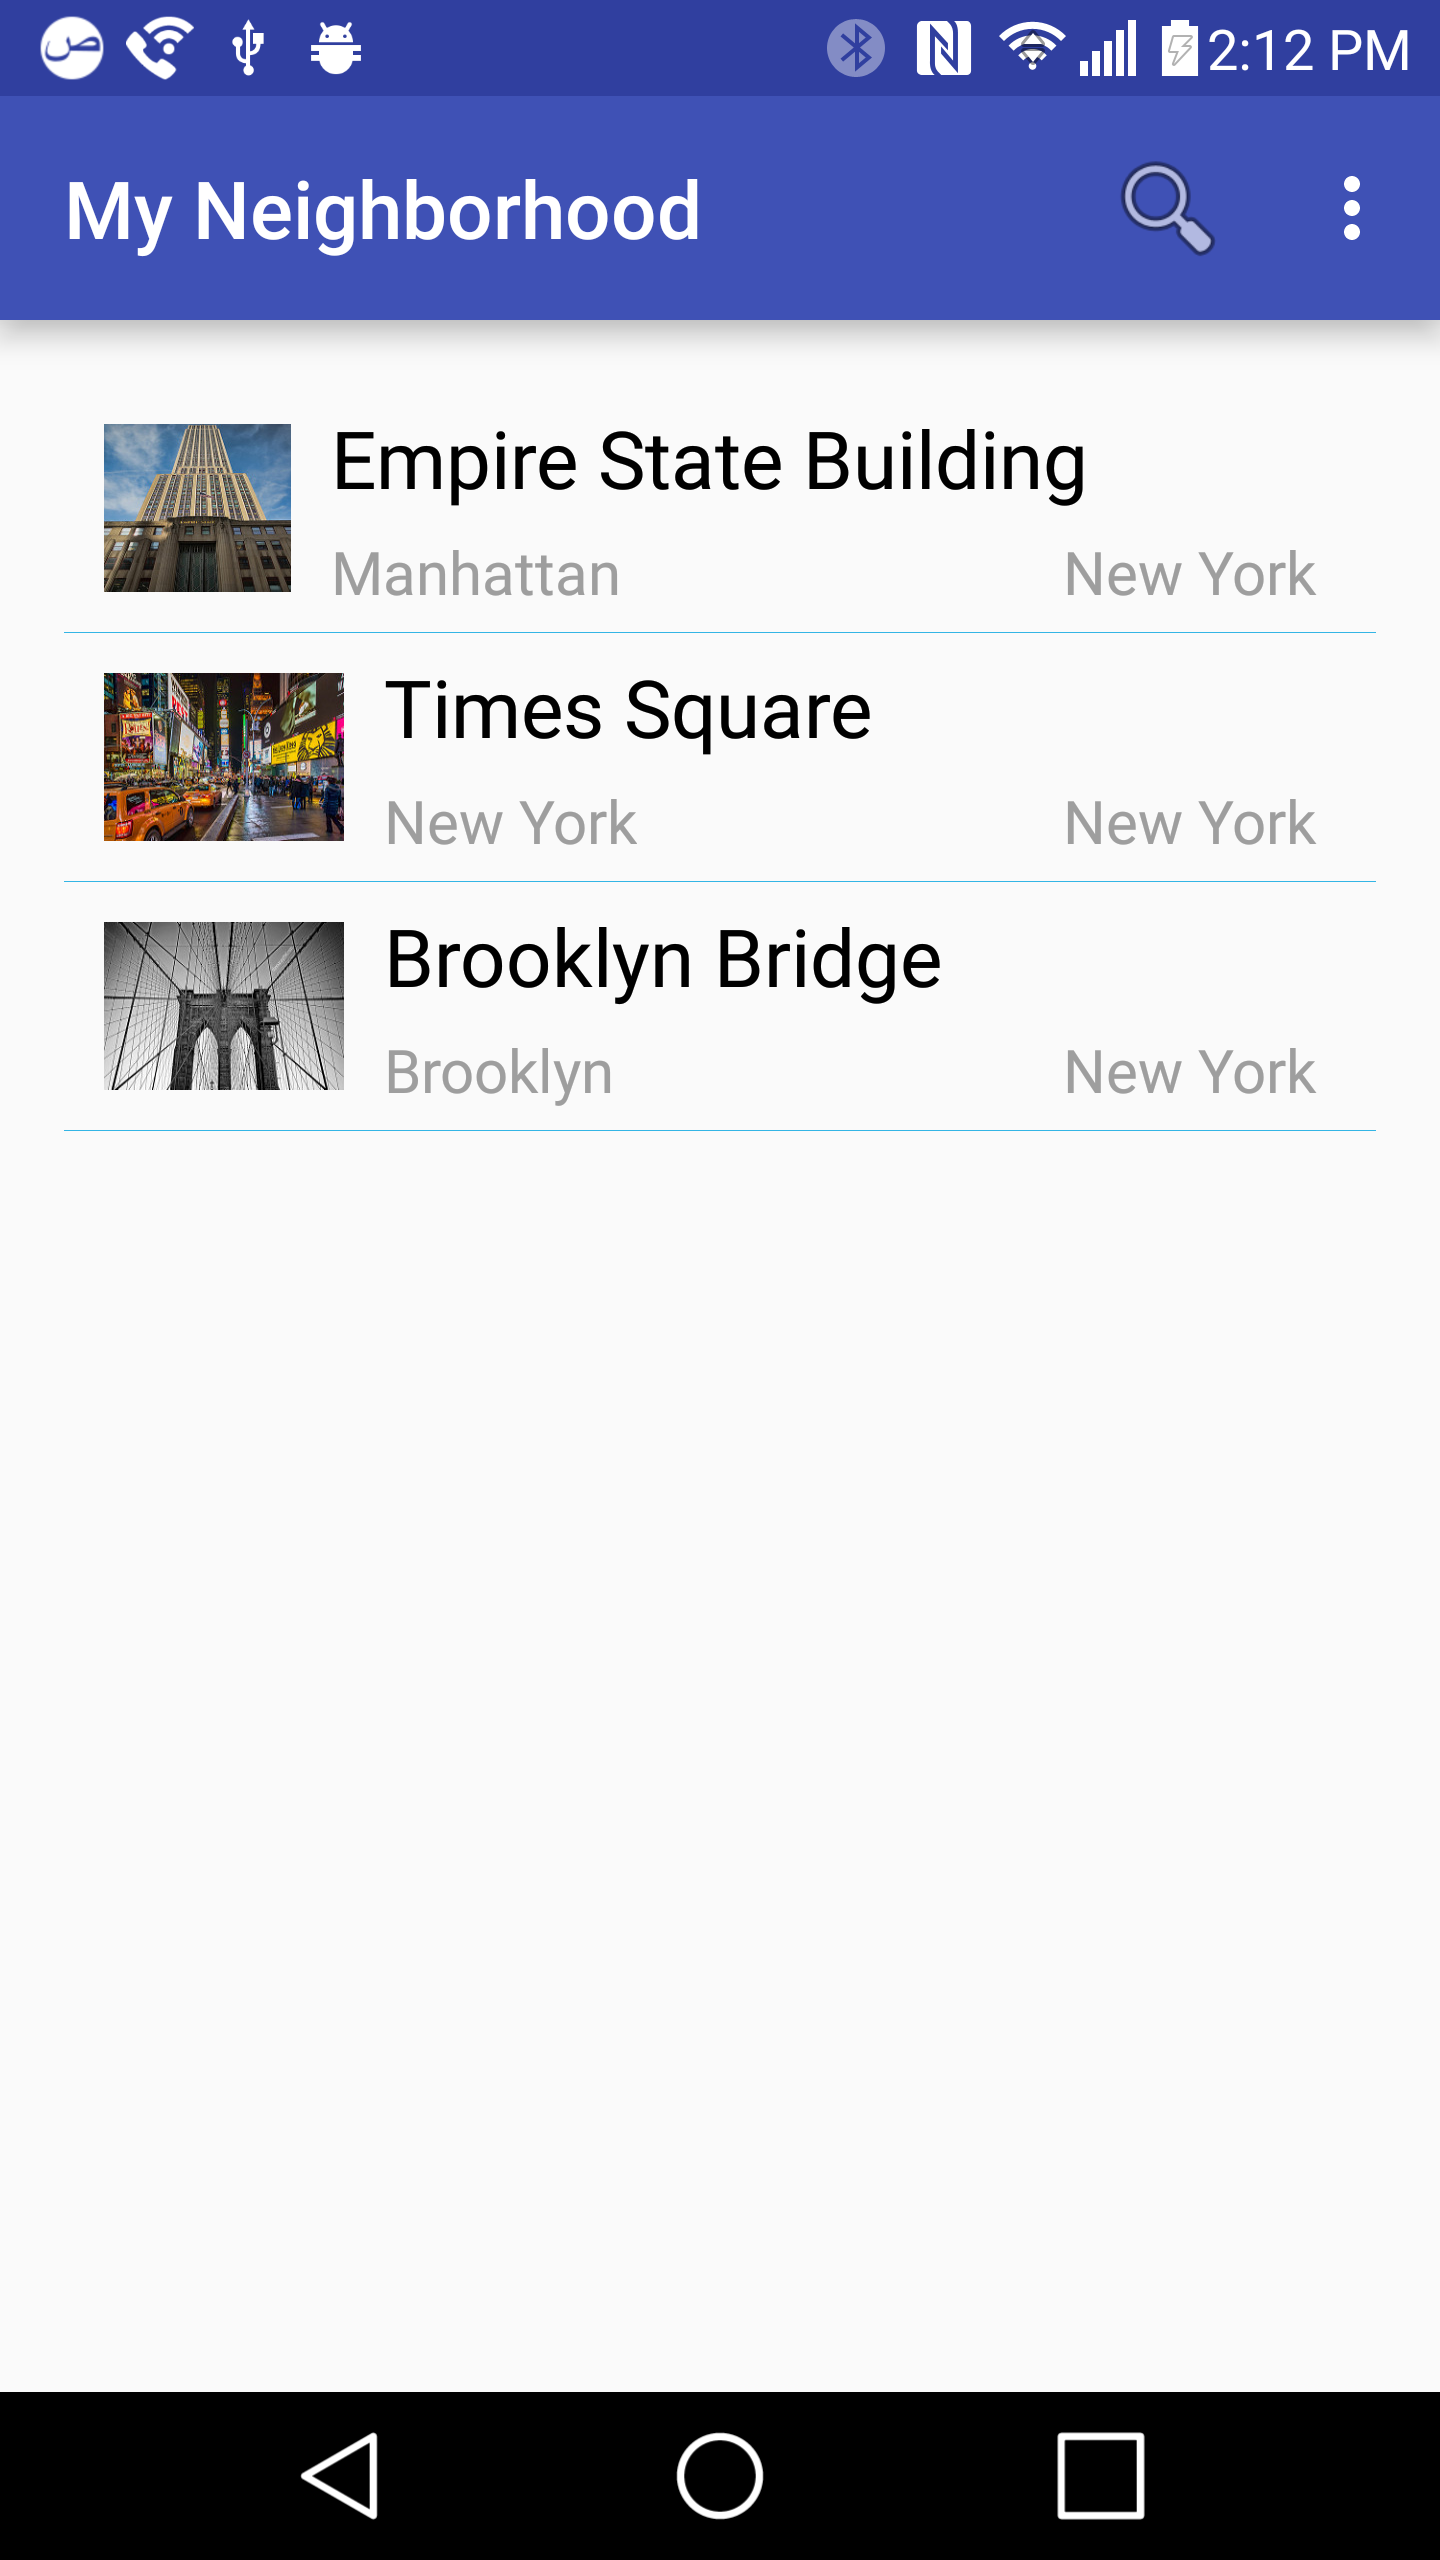 ص
2:12 PM
My Neighborhood
Empire State Building
Manhattan New York
Times Square
New York New York
Brooklyn Bridge
Brooklyn New York